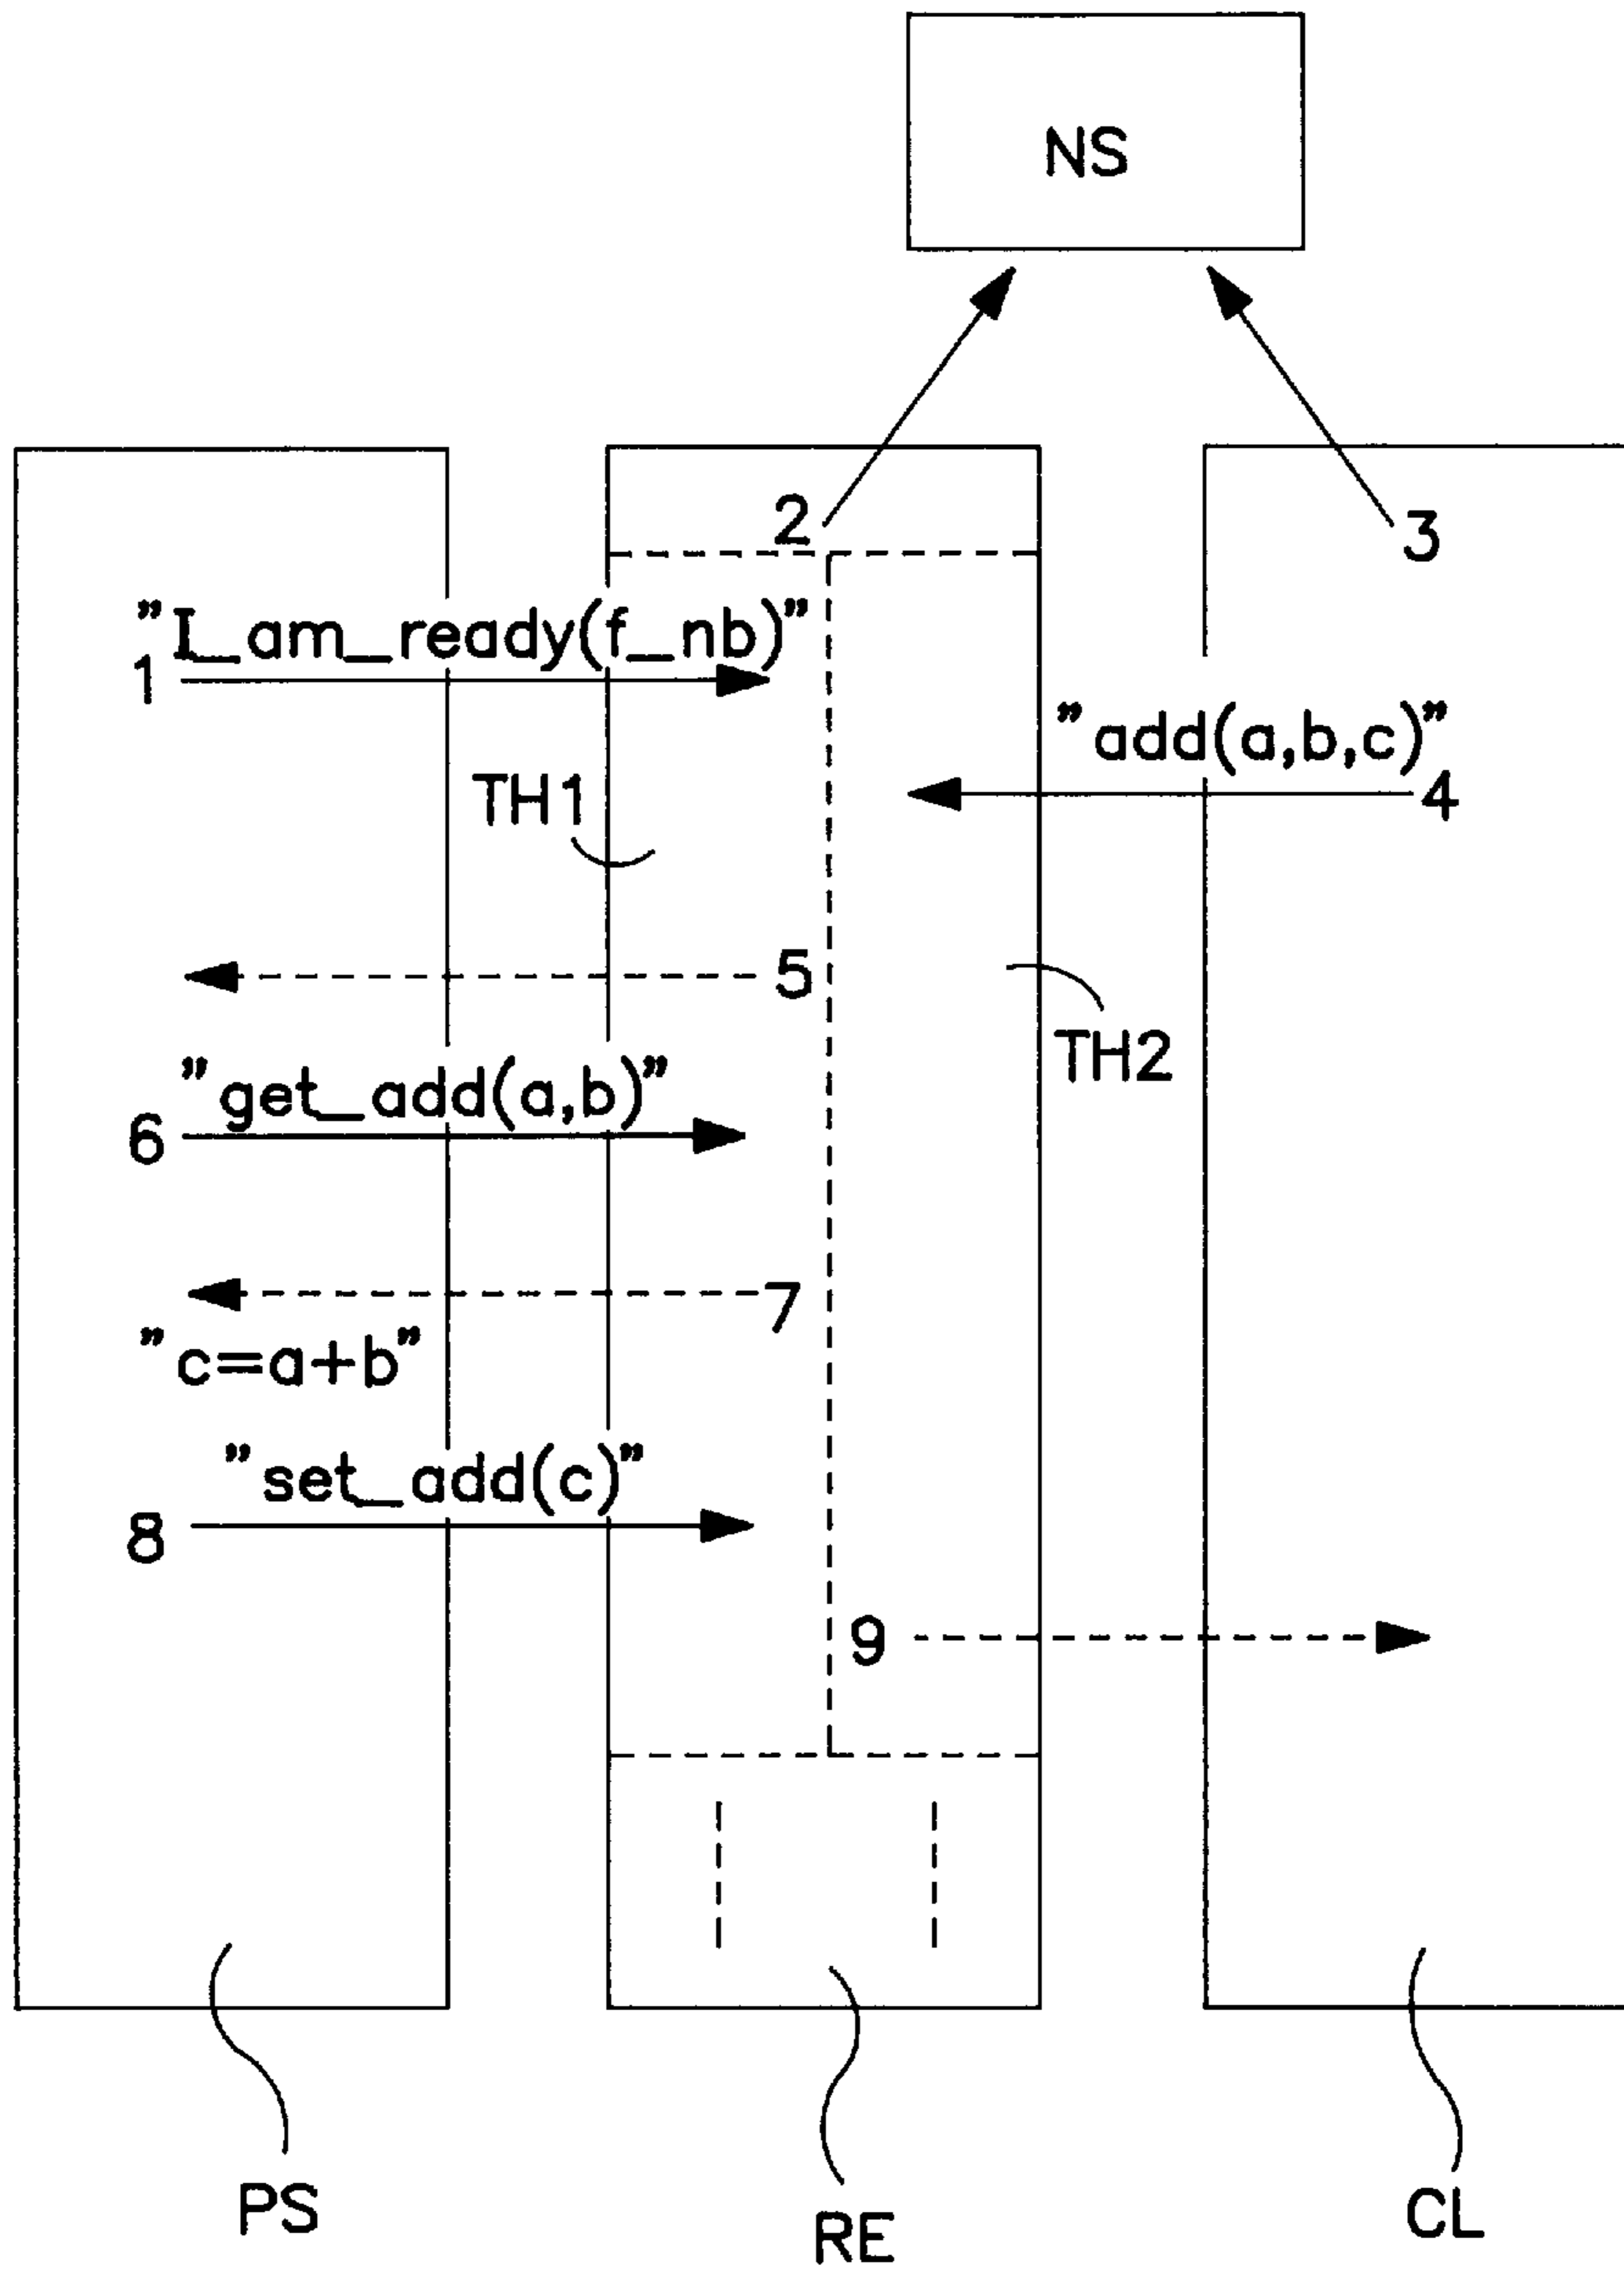 NS
2
3
"I_am_ready(f_nb)"
1
"add(a,b,c)"
4
TH1
5
TH2
"get_add(a,b)"
6
7
"c=a+b"
"set_add(c)"
8
9
PS
RE
CL